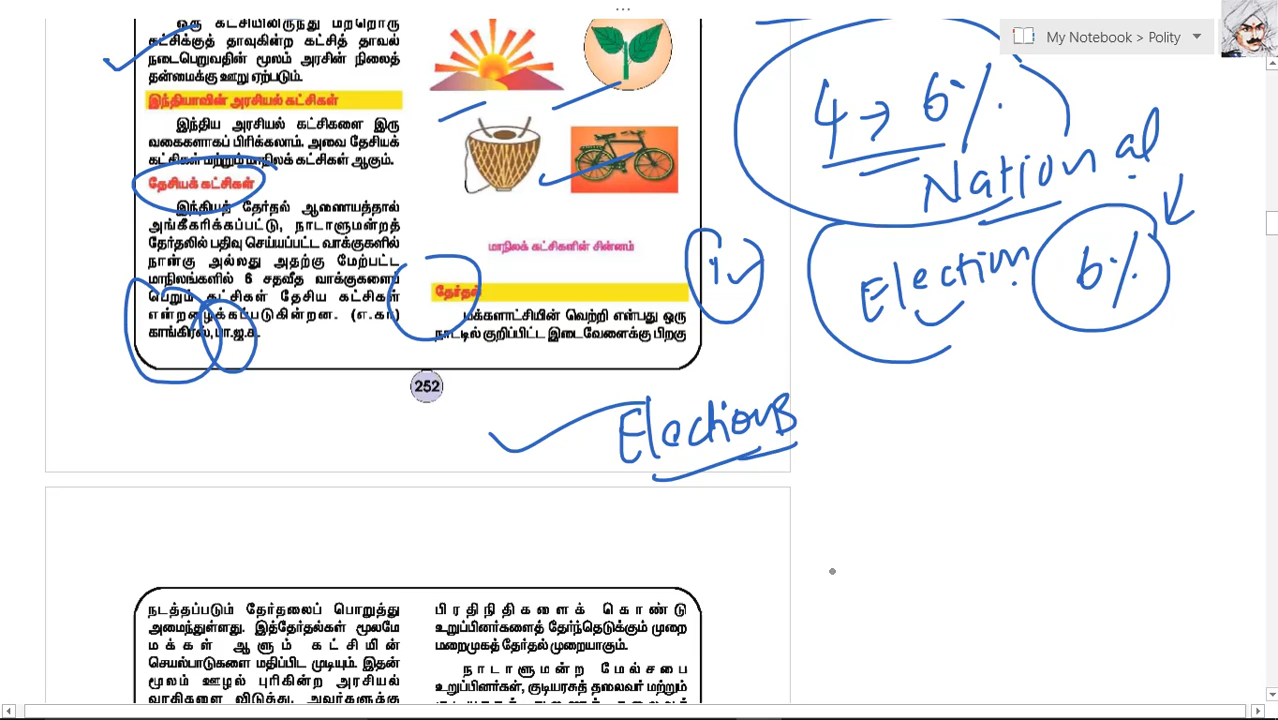 ஒரு கட்சியிலிருந்து மற்றொரு
கட்சிக்குத் தாவுகின்ற கட்சித் தாவல்
நடைபெறுவதின் மூலம் அரசின் நிலைத்
தன்மைக்கு ஊறு ஏற்படும்.
இந்தியாவின் அரசியல் கட்சிகள்
இந்திய அரசியல் கட்சிகளை இரு
வகைகளாகப் பிரிக்கலாம். அவை தேசியக்
கட்சிகள் மற்றும் மாநிலக் கட்சிகள் ஆகும்.
தேசியக் கட்சிகள்
இந்தியத் தேர்தல் ஆணையத்தால்
அங்கீகரிக்கப்பட்டு, நாடாளுமன்றத்
தேர்தலில் பதிவு செய்யப்பட்ட வாக்குகளில்
நான்கு அல்லது அதற்கு மேற்பட்ட
மாநிலங்களில் 6 சதவீத வாக்குகளைப்
பெறும் கட்சிகள் தேசிய கட்சிகள்
என்றழைக்கப்படுகின்றன. (எ.கா)
காங்கிரஸ், பா.ஜ.க.
மாநிலக் கட்சிகளின் சின்னம்
தேர்தல்
மக்களாட்சியின் வெற்றி என்பது ஒரு
நாட்டில் குறிப்பிட்ட இடைவேளைக்கு பிறகு
252
My Notebook > Polity
4 → 6%
National
Election 6%
iv
Elections
நடத்தப்படும் தேர்தலைப் பொறுத்து
அமைந்துள்ளது. இத்தேர்தல்கள் மூலமே
மக்கள் ஆளும் கட்சியின்
செயல்பாடுகளை மதிப்பிட முடியும். இதன்
மூலம் ஊழல் புரிகின்ற அரசியல்
வாதிகளை விடுத்து, அவர்களுக்கு
பிரதிநிதிகளைக் கொண்டு
உறுப்பினர்களைத் தேர்ந்தெடுக்கும் முறை
மறைமுகத் தேர்தல் முறையாகும்.
நாடாளுமன்ற மேல்சபை
உறுப்பினர்கள், குடியரசுத் தலைவர் மற்றும்